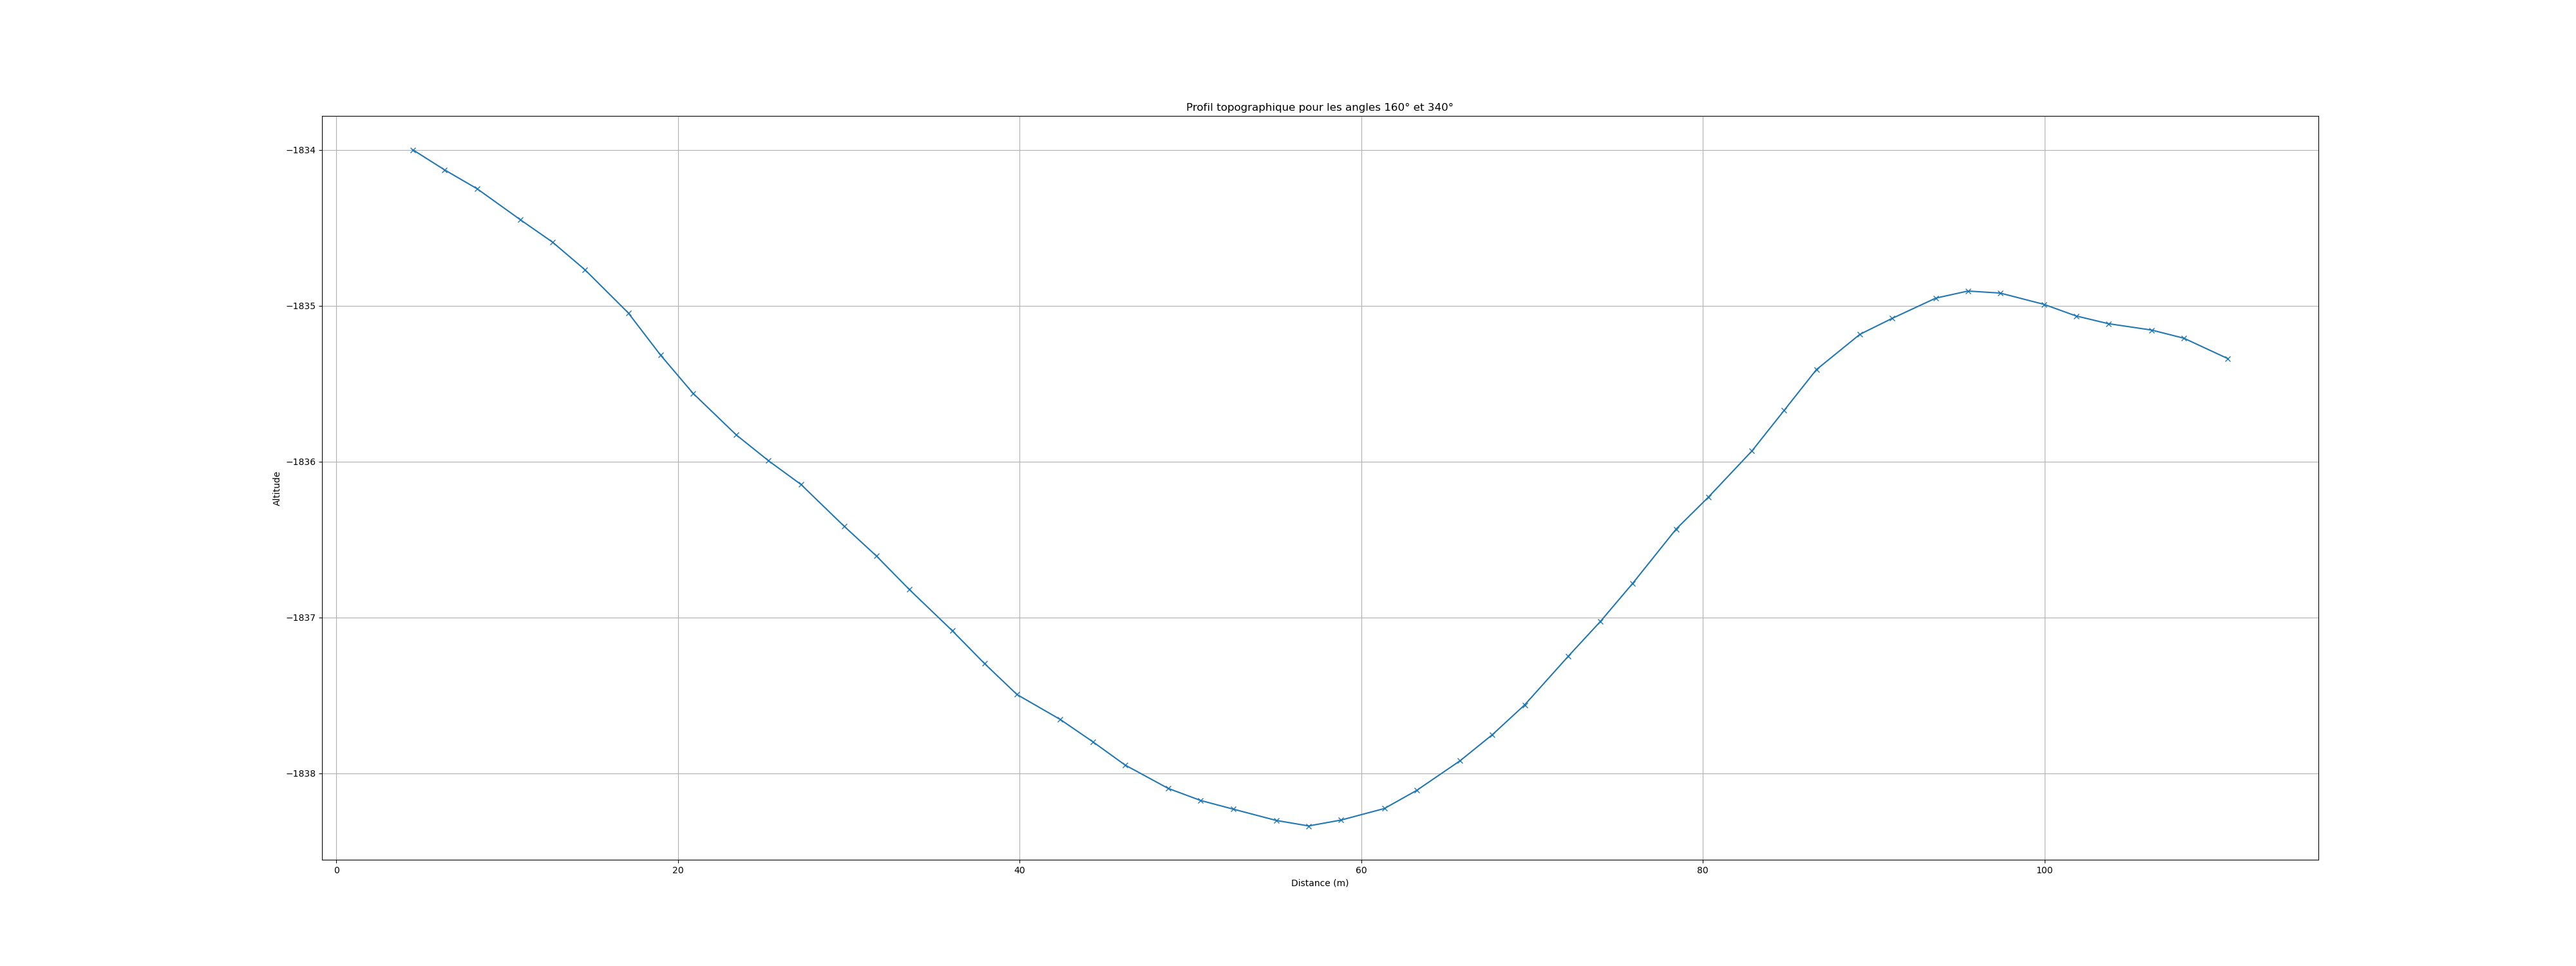 Profil topographique pour les angles 160° et 340°
−1834
−1835
−1836
−1837
−1838
Altitude
0 20 40 60 80 100
Distance (m)